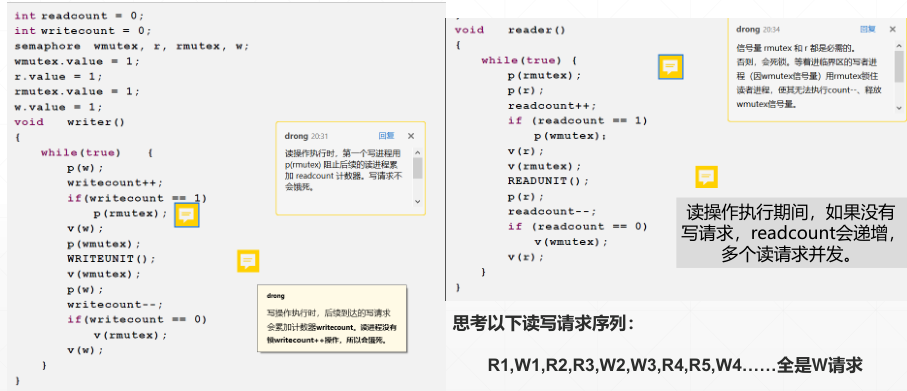 int readcount = 0;
int writecount = 0;
semaphore wmutex, r, rmutex, w;
wmutex.value = 1;
r.value = 1;
rmutex.value = 1;
w.value = 1;
void writer()
{
while(true) {
p(w);
writecount++;
if(writecount == 1)
p(rmutex);
v(w);
p(wmutex);
WRITEUNIT();
v(wmutex);
p(w);
writecount--;
if(writecount == 0)
v(rmutex);
v(w);
}
}
drong 20:31 回复
读操作执行时，第一个写进程用
p(rmutex) 阻止后续的读进程累
加 readcount 计数器。写请求不
会饿死。
drong
写操作执行时，后续到达的写请求
会累加计数器writecount。读进程没有
锁writecount++操作，所以会饿死。
void reader()
{
while(true) {
p(rmutex);
p(r);
readcount++;
if (readcount == 1)
p(wmutex);
v(r);
v(rmutex);
READUNIT();
p(r);
readcount--;
if (readcount == 0)
v(wmutex);
v(r);
}
}
drong 20:34 回复
信号量 rmutex 和 r 都是必需的。
否则，会死锁。等着进临界区的写者进
程（因wmutex信号量）用rmutex锁住
读者进程，使其无法执行count--、释放
wmutex信号量。
读操作执行期间，如果没有
写请求，readcount会递增，
多个读请求并发。
思考以下读写请求序列：
R1,W1,R2,R3,W2,W3,R4,R5,W4……全是W请求